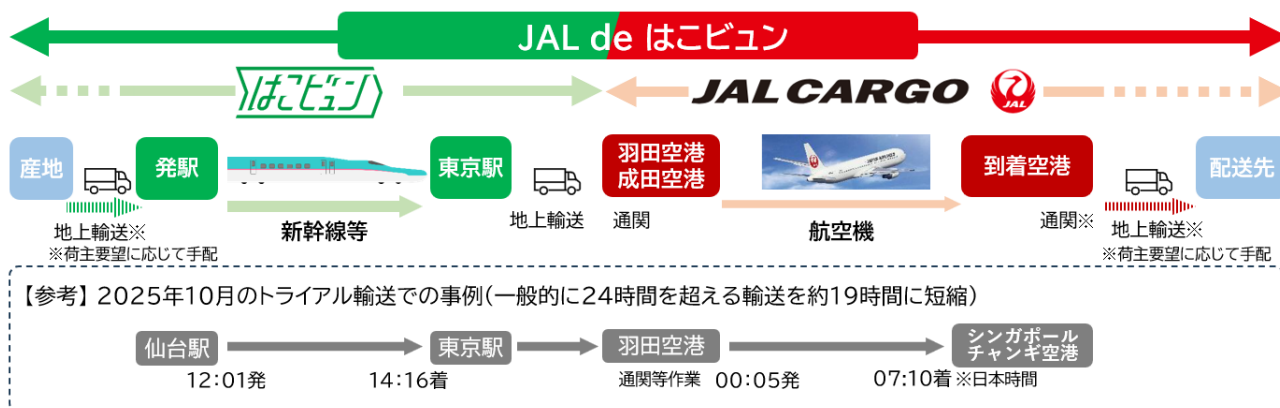 JAL de はこビュン
はこビュン
JAL CARGO
JAL
産地
発駅
東京駅
羽田空港
成田空港
到着空港
配送先
地上輸送※
※荷主要望に応じて手配
新幹線等
地上輸送
通関
航空機
通関※
地上輸送※
※荷主要望に応じて手配
【参考】 2025年10月のトライアル輸送での事例(一般的に24時間を超える輸送を約19時間に短縮)
仙台駅
東京駅
羽田空港
シンガポール
チャンギ空港
12:01発
14:16着
通関等作業
00:05発
07:10着
※日本時間